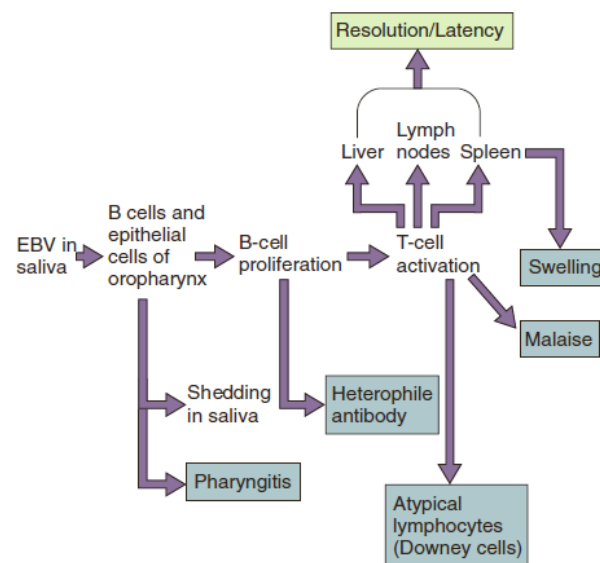 Resolution/Latency
Liver
Lymph
nodes
Spleen
EBV in
saliva
B cells and
epithelial
cells of
oropharynx
B-cell
proliferation
T-cell
activation
Swelling
Malaise
Shedding
in saliva
Heterophile
antibody
Pharyngitis
Atypical
lymphocytes
(Downey cells)